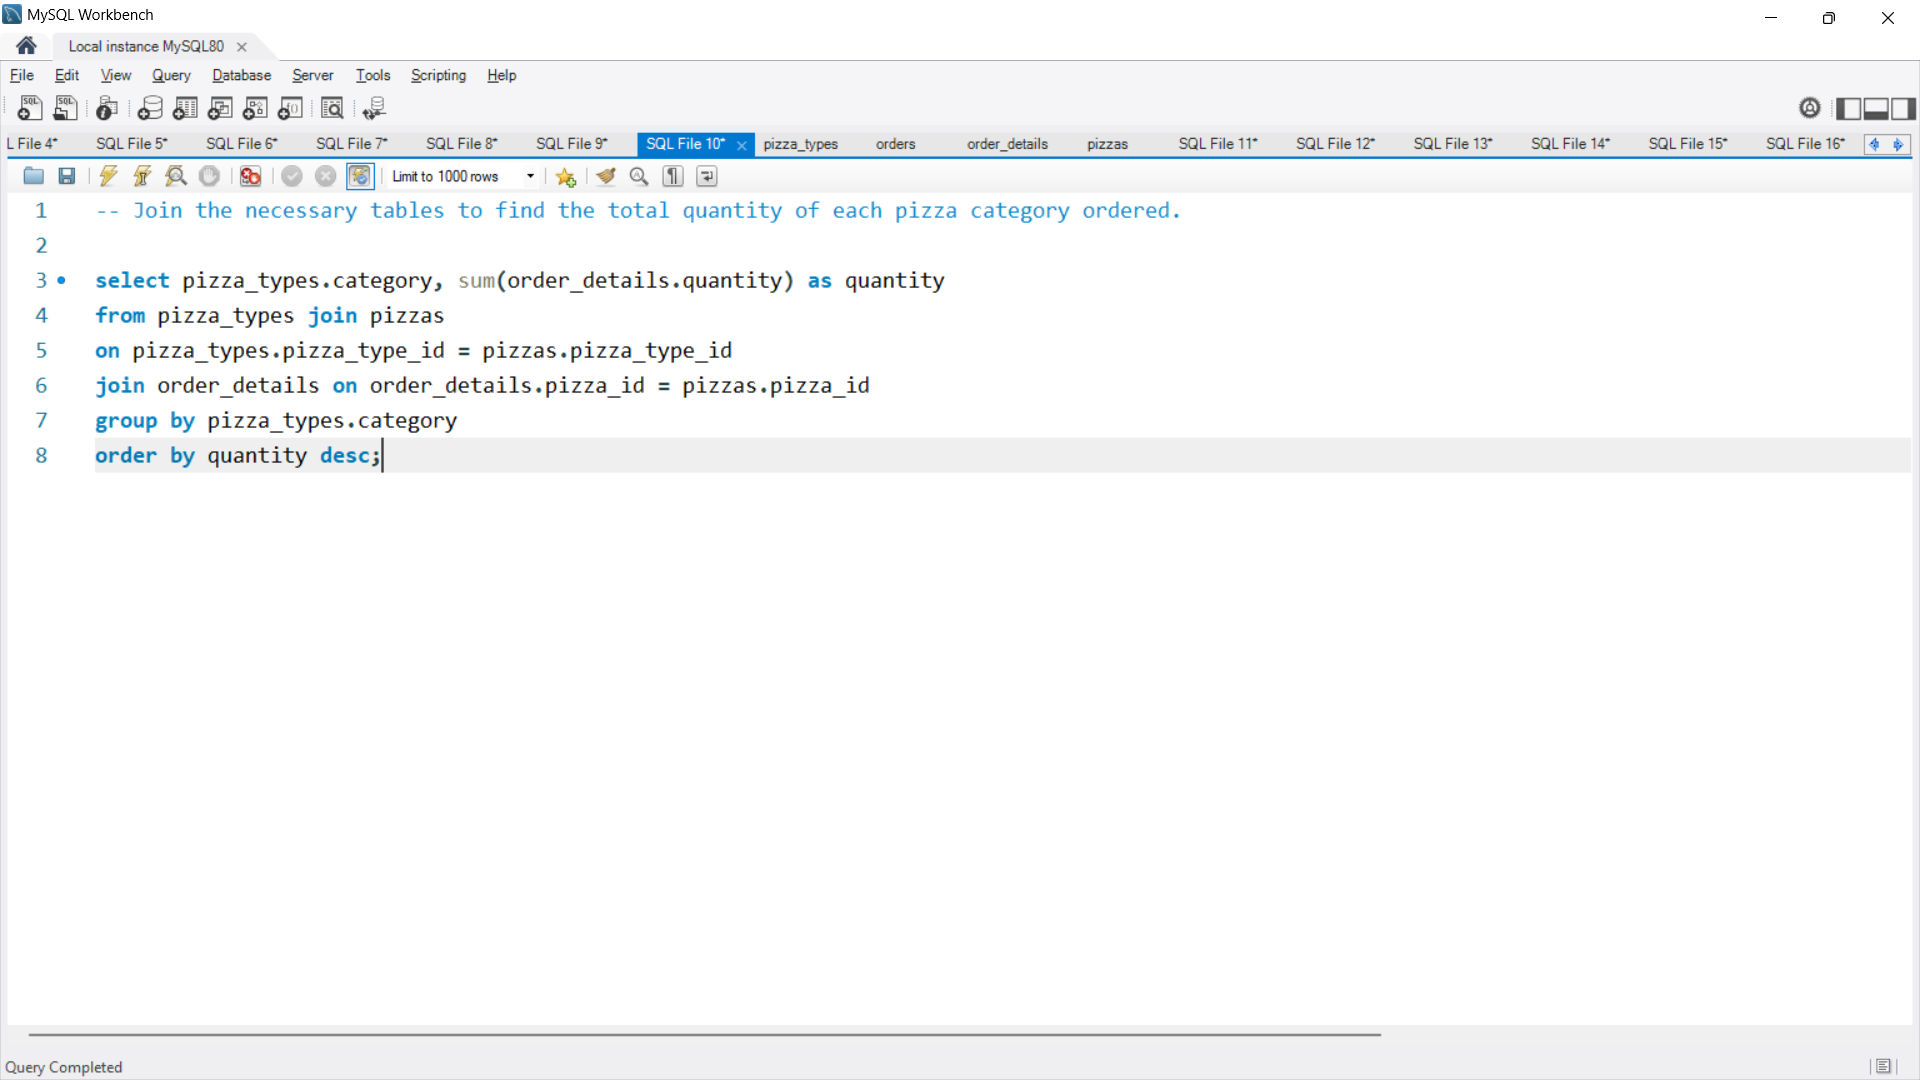 MySQL Workbench
Local instance MySQL80
File Edit View Query Database Server Tools Scripting Help
L File 4* SQL File 5* SQL File 6* SQL File 7* SQL File 8* SQL File 9* SQL File 10* pizza_types orders order_details pizzas SQL File 11* SQL File 12* SQL File 13* SQL File 14* SQL File 15* SQL File 16*
Limit to 1000 rows
1 -- Join the necessary tables to find the total quantity of each pizza category ordered.
2
3 select pizza_types.category, sum(order_details.quantity) as quantity
4 from pizza_types join pizzas
5 on pizza_types.pizza_type_id = pizzas.pizza_type_id
6 join order_details on order_details.pizza_id = pizzas.pizza_id
7 group by pizza_types.category
8 order by quantity desc;
Query Completed